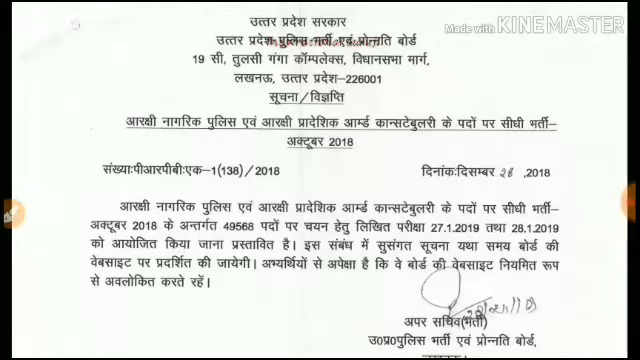 उत्तर प्रदेश सरकार
Made with KINEMASTER
उत्तर प्रदेश पुलिस भर्ती एवं प्रोन्नति बोर्ड
19 सी, तुलसी गंगा कॉम्पलेक्स, विधानसभा मार्ग,
लखनऊ, उत्तर प्रदेश-226001
सूचना/विज्ञप्ति
आरक्षी नागरिक पुलिस एवं आरक्षी प्रादेशिक आर्म्ड कान्सटेबुलरी के पदों पर सीधी भर्ती-
अक्टूबर 2018
संख्याःपीआरपीबीःएक-1(138)/2018 दिनांकःदिसम्बर 28 ,2018
आरक्षी नागरिक पुलिस एवं आरक्षी प्रादेशिक आर्म्ड कान्सटेबुलरी के पदों पर सीधी भर्ती-
अक्टूबर 2018 के अन्तर्गत 49568 पदों पर चयन हेतु लिखित परीक्षा 27.1.2019 तथा 28.1.2019
को आयोजित किया जाना प्रस्तावित है। इस संबंध में सुसंगत सूचना यथा समय बोर्ड की
वेबसाइट पर प्रदर्शित की जायेगी। अभ्यर्थियों से अपेक्षा है कि वे बोर्ड की वेबसाइट नियमित रूप
से अवलोकित करते रहें।
अपर सचिव(भर्ती)
उ0प्र0पुलिस भर्ती एवं प्रोन्नति बोर्ड,